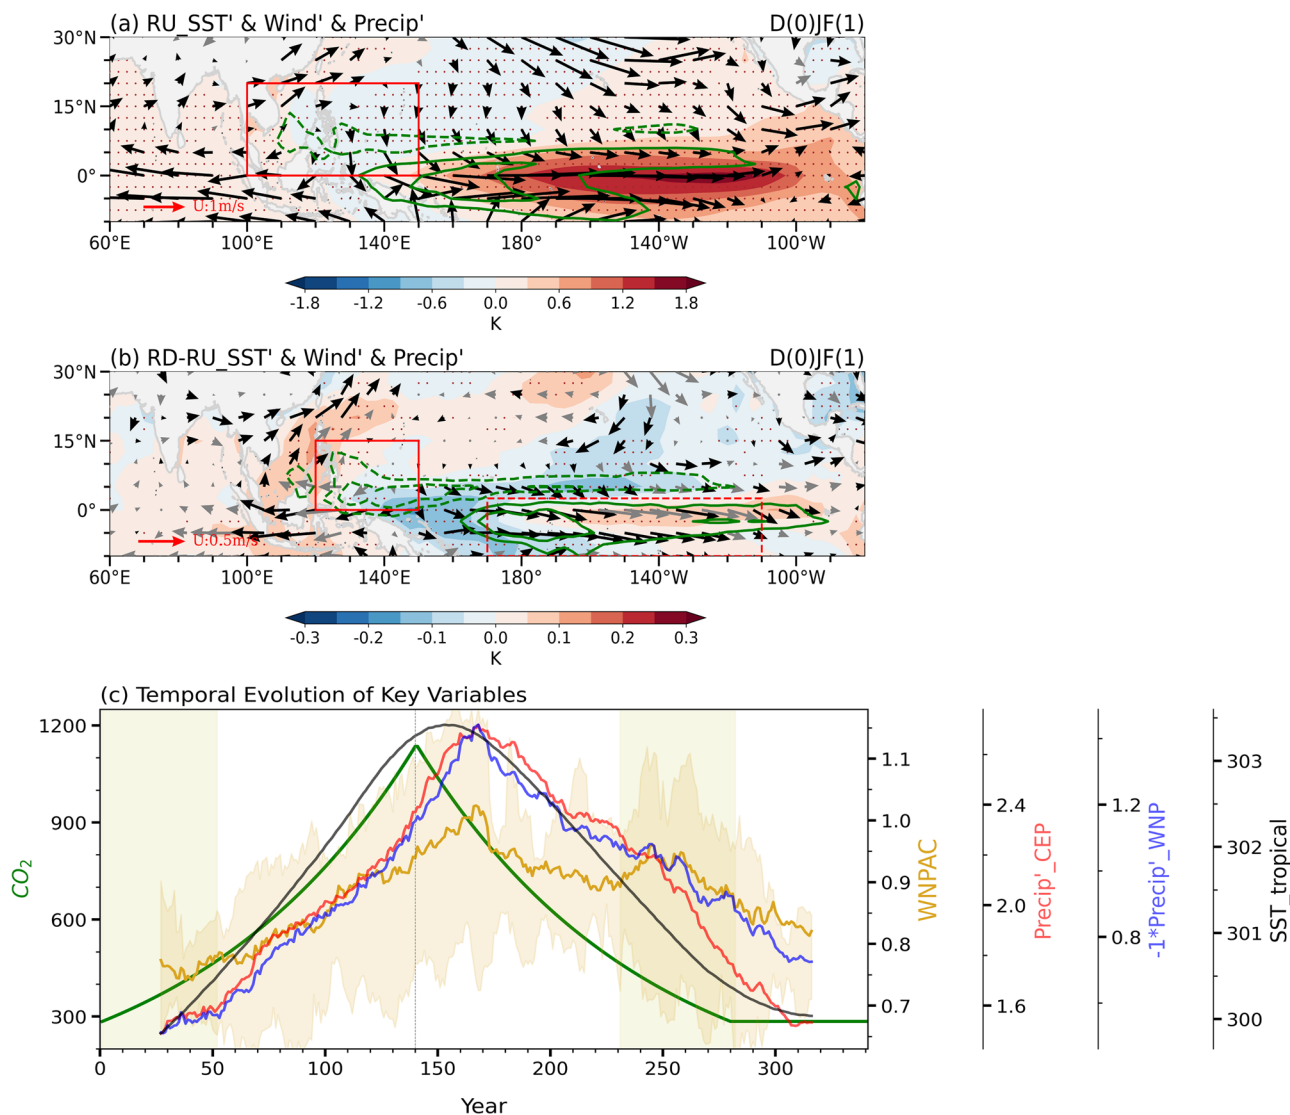 (a) RU_SST' & Wind' & Precip' D(0)JF(1)
30°N
15°N
0°
U:1m/s
60°E 100°E 140°E 180° 140°W 100°W
-1.8 -1.2 -0.6 0.0 0.6 1.2 1.8
K
(b) RD-RU_SST' & Wind' & Precip' D(0)JF(1)
30°N
15°N
0°
U:0.5m/s
60°E 100°E 140°E 180° 140°W 100°W
-0.3 -0.2 -0.1 0.0 0.1 0.2 0.3
K
(c) Temporal Evolution of Key Variables
1200
900
600
300
CO₂
1.1
1.0
0.9
0.8
0.7
WNPAC
2.4
2.0
1.6
Precip'_CEP
1.2
0.8
-1*Precip'_WNP
303
302
301
300
SST_tropical
0 50 100 150 200 250 300
Year